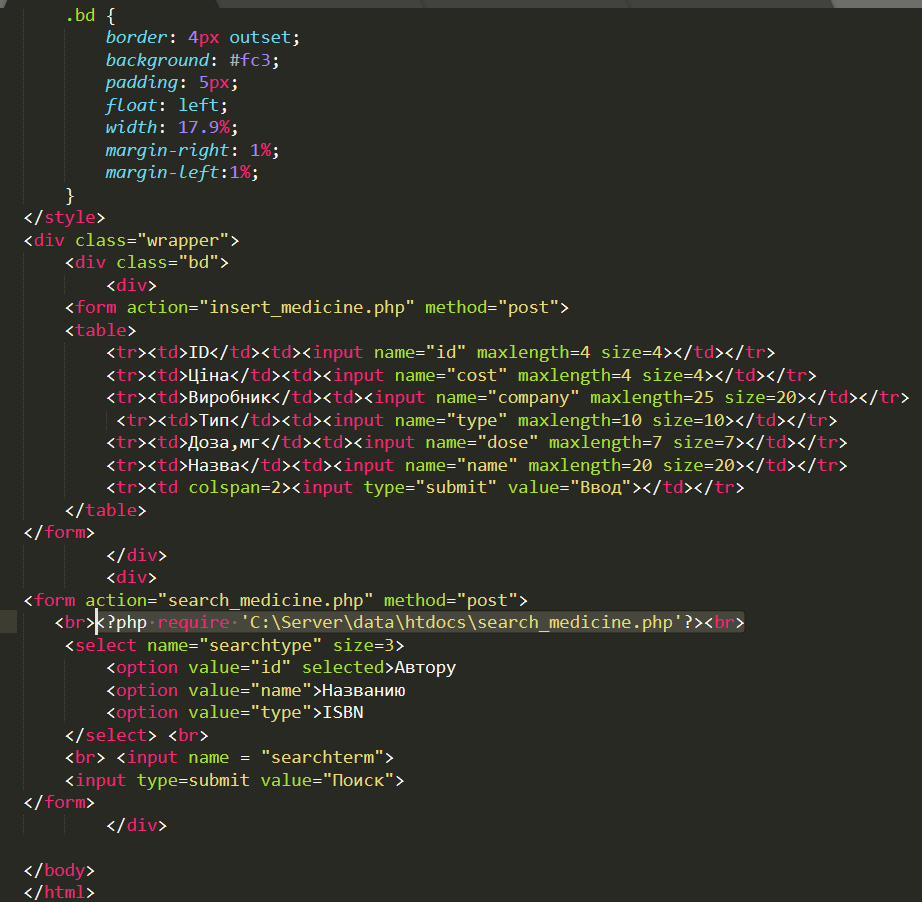 .bd {
border: 4px outset;
background: #fc3;
padding: 5px;
float: left;
width: 17.9%;
margin-right: 1%;
margin-left:1%;
}
</style>
<div class="wrapper">
<div class="bd">
<div>
<form action="insert_medicine.php" method="post">
<table>
<tr><td>ID</td><td><input name="id" maxlength=4 size=4></td></tr>
<tr><td>Ціна</td><td><input name="cost" maxlength=4 size=4></td></tr>
<tr><td>Виробник</td><td><input name="company" maxlength=25 size=20></td></tr>
<tr><td>Тип</td><td><input name="type" maxlength=10 size=10></td></tr>
<tr><td>Доза,мг</td><td><input name="dose" maxlength=7 size=7></td></tr>
<tr><td>Назва</td><td><input name="name" maxlength=20 size=20></td></tr>
<tr><td colspan=2><input type="submit" value="Ввод"></td></tr>
</table>
</form>
</div>
<div>
<form action="search_medicine.php" method="post">
<br><?php require 'C:\Server\data\htdocs\search_medicine.php'?><br>
<select name="searchtype" size=3>
<option value="id" selected>Автору
<option value="name">Названию
<option value="type">ISBN
</select> <br>
<br> <input name = "searchterm">
<input type=submit value="Поиск">
</form>
</div>
</body>
</html>